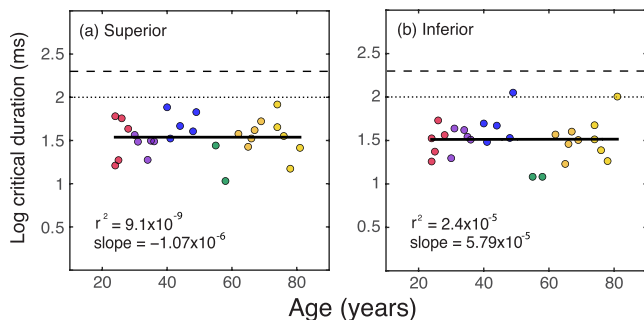 (a) Superior
(b) Inferior
Log critical duration (ms)
2.5
2
1.5
1
0.5
2.5
2
1.5
1
0.5
r² = 9.1x10⁻⁹
slope = −1.07x10⁻⁶
r² = 2.4x10⁻⁵
slope = 5.79x10⁻⁵
20 40 60 80
20 40 60 80
Age (years)